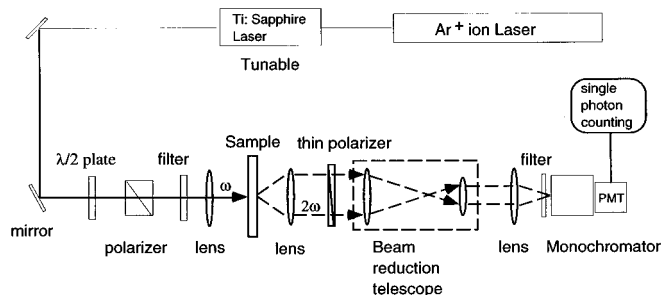 Ti: Sapphire
Laser
Ar+ ion Laser
Tunable
single
photon
counting
Sample
thin polarizer
λ/2 plate
filter
filter
ω
2ω
PMT
mirror
polarizer
lens
lens
Beam
reduction
telescope
lens
Monochromator